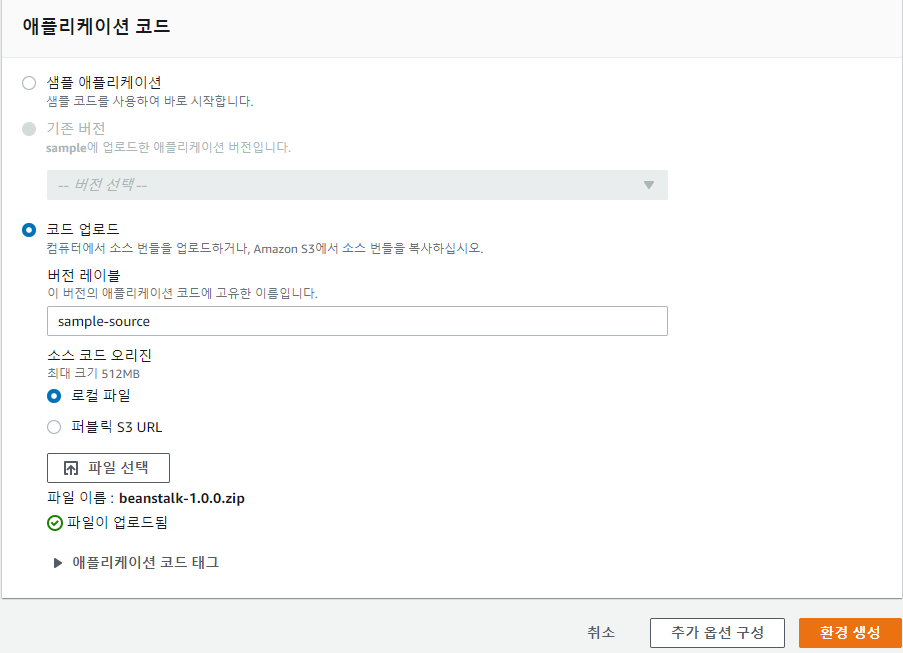 애플리케이션 코드
샘플 애플리케이션
샘플 코드를 사용하여 바로 시작합니다.
기존 버전
sample에 업로드한 애플리케이션 버전입니다.
-- 버전 선택 --
코드 업로드
컴퓨터에서 소스 번들을 업로드하거나, Amazon S3에서 소스 번들을 복사하십시오.
버전 레이블
이 버전의 애플리케이션 코드에 고유한 이름입니다.
sample-source
소스 코드 오리진
최대 크기 512MB
로컬 파일
퍼블릭 S3 URL
파일 선택
파일 이름 : beanstalk-1.0.0.zip
파일이 업로드됨
애플리케이션 코드 태그
취소 추가 옵션 구성 환경 생성